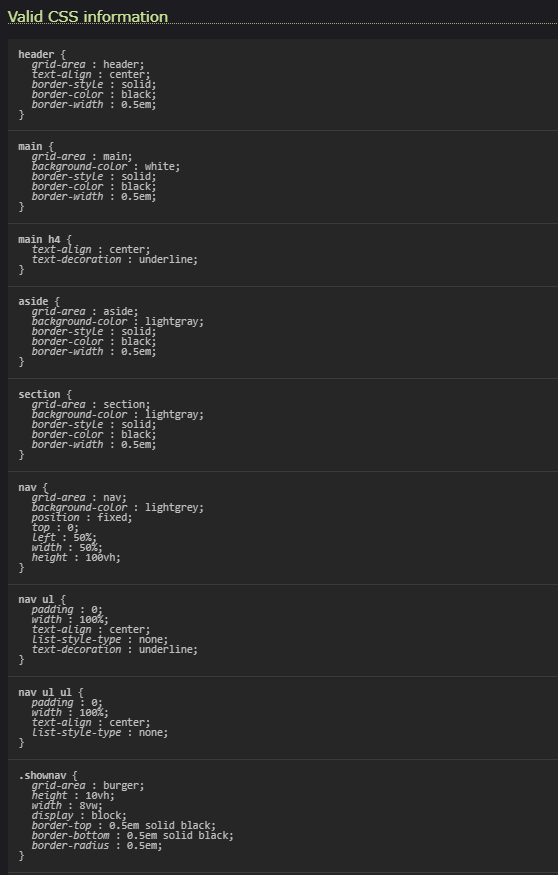 Valid CSS information
header {
grid-area : header;
text-align : center;
border-style : solid;
border-color : black;
border-width : 0.5em;
}
main {
grid-area : main;
background-color : white;
border-style : solid;
border-color : black;
border-width : 0.5em;
}
main h4 {
text-align : center;
text-decoration : underline;
}
aside {
grid-area : aside;
background-color : lightgray;
border-style : solid;
border-color : black;
border-width : 0.5em;
}
section {
grid-area : section;
background-color : lightgray;
border-style : solid;
border-color : black;
border-width : 0.5em;
}
nav {
grid-area : nav;
background-color : lightgrey;
position : fixed;
top : 0;
left : 50%;
width : 50%;
height : 100vh;
}
nav ul {
padding : 0;
width : 100%;
text-align : center;
list-style-type : none;
text-decoration : underline;
}
nav ul ul {
padding : 0;
width : 100%;
text-align : center;
list-style-type : none;
}
.shownav {
grid-area : burger;
height : 10vh;
width : 8vw;
display : block;
border-top : 0.5em solid black;
border-bottom : 0.5em solid black;
border-radius : 0.5em;
}